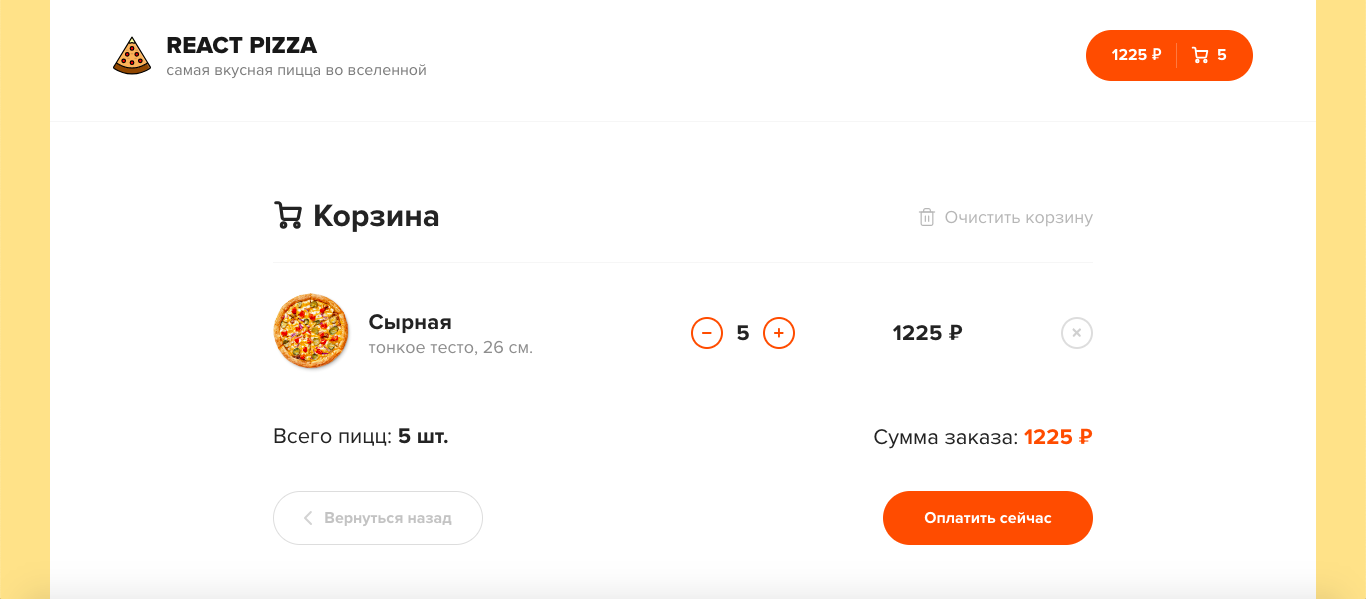 REACT PIZZA
самая вкусная пицца во вселенной
1225 ₽ 5
Корзина
Очистить корзину
Сырная
тонкое тесто, 26 см.
5
1225 ₽
Всего пицц: 5 шт.
Сумма заказа: 1225 ₽
Вернуться назад
Оплатить сейчас